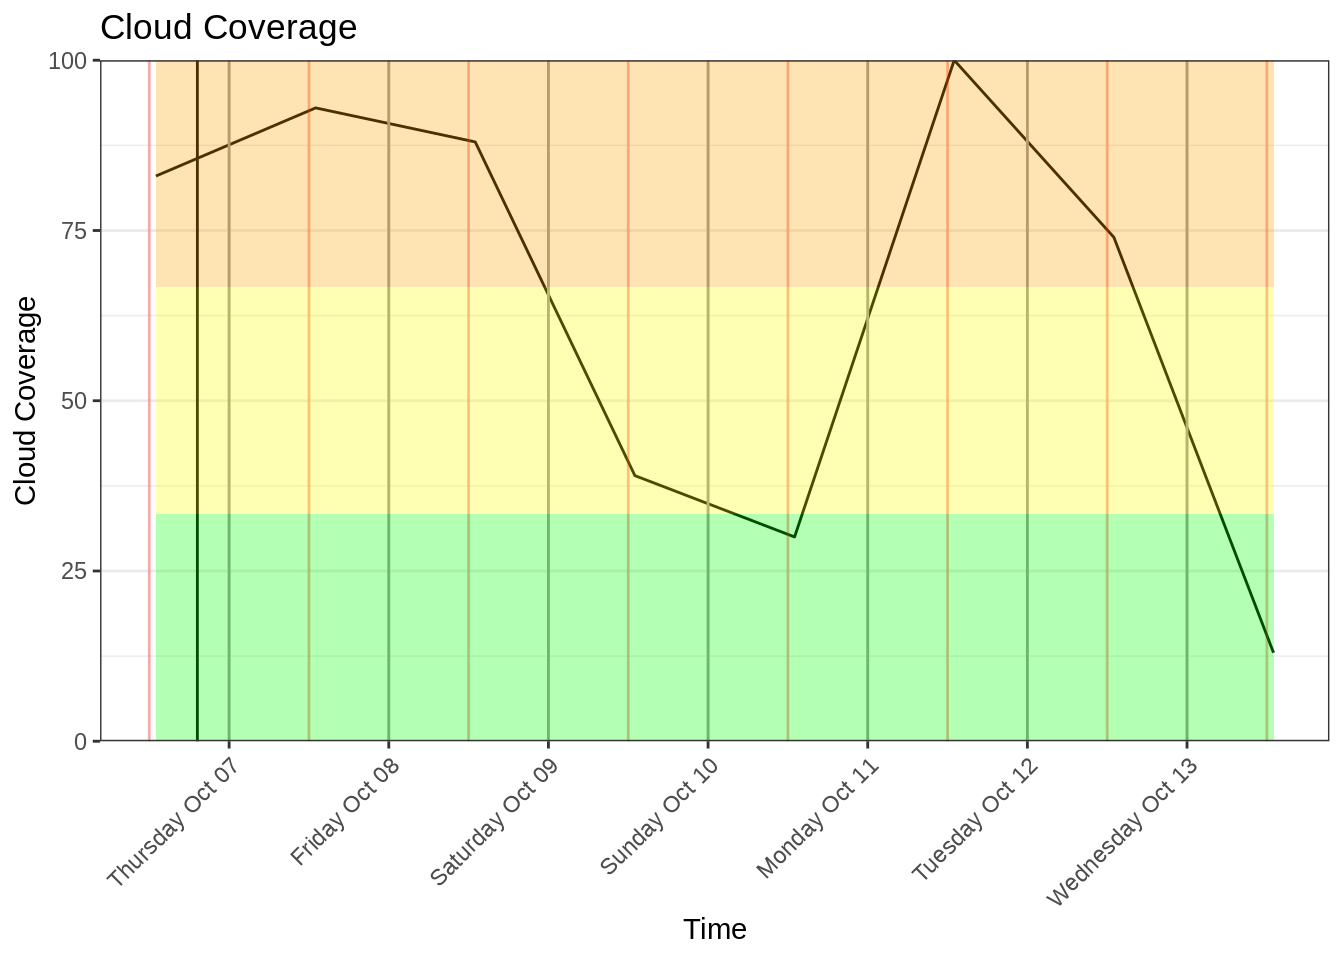 Cloud Coverage
100
75
50
25
0
Cloud Coverage
Thursday Oct 07
Friday Oct 08
Saturday Oct 09
Sunday Oct 10
Monday Oct 11
Tuesday Oct 12
Wednesday Oct 13
Time